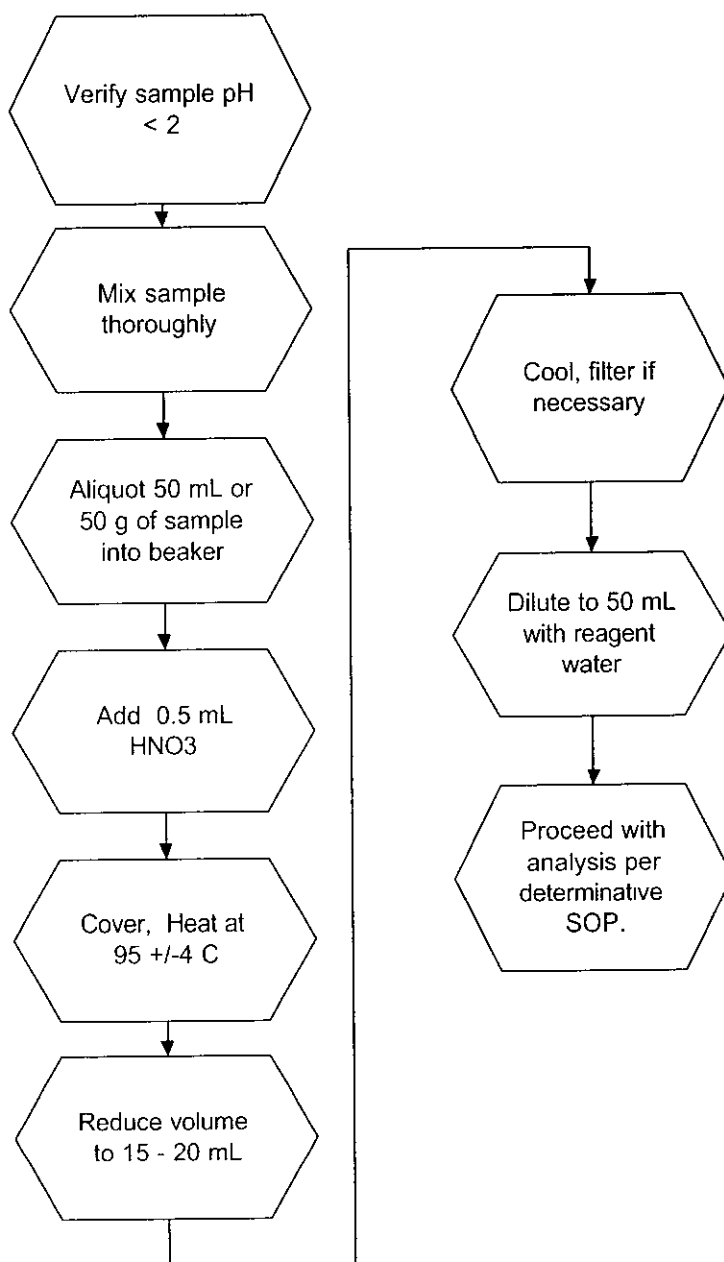 Verify sample pH
< 2
Mix sample
thoroughly
Aliquot 50 mL or
50 g of sample
into beaker
Add 0.5 mL
HNO3
Cover, Heat at
95 +/-4 C
Reduce volume
to 15 - 20 mL
Cool, filter if
necessary
Dilute to 50 mL
with reagent
water
Proceed with
analysis per
determinative
SOP.